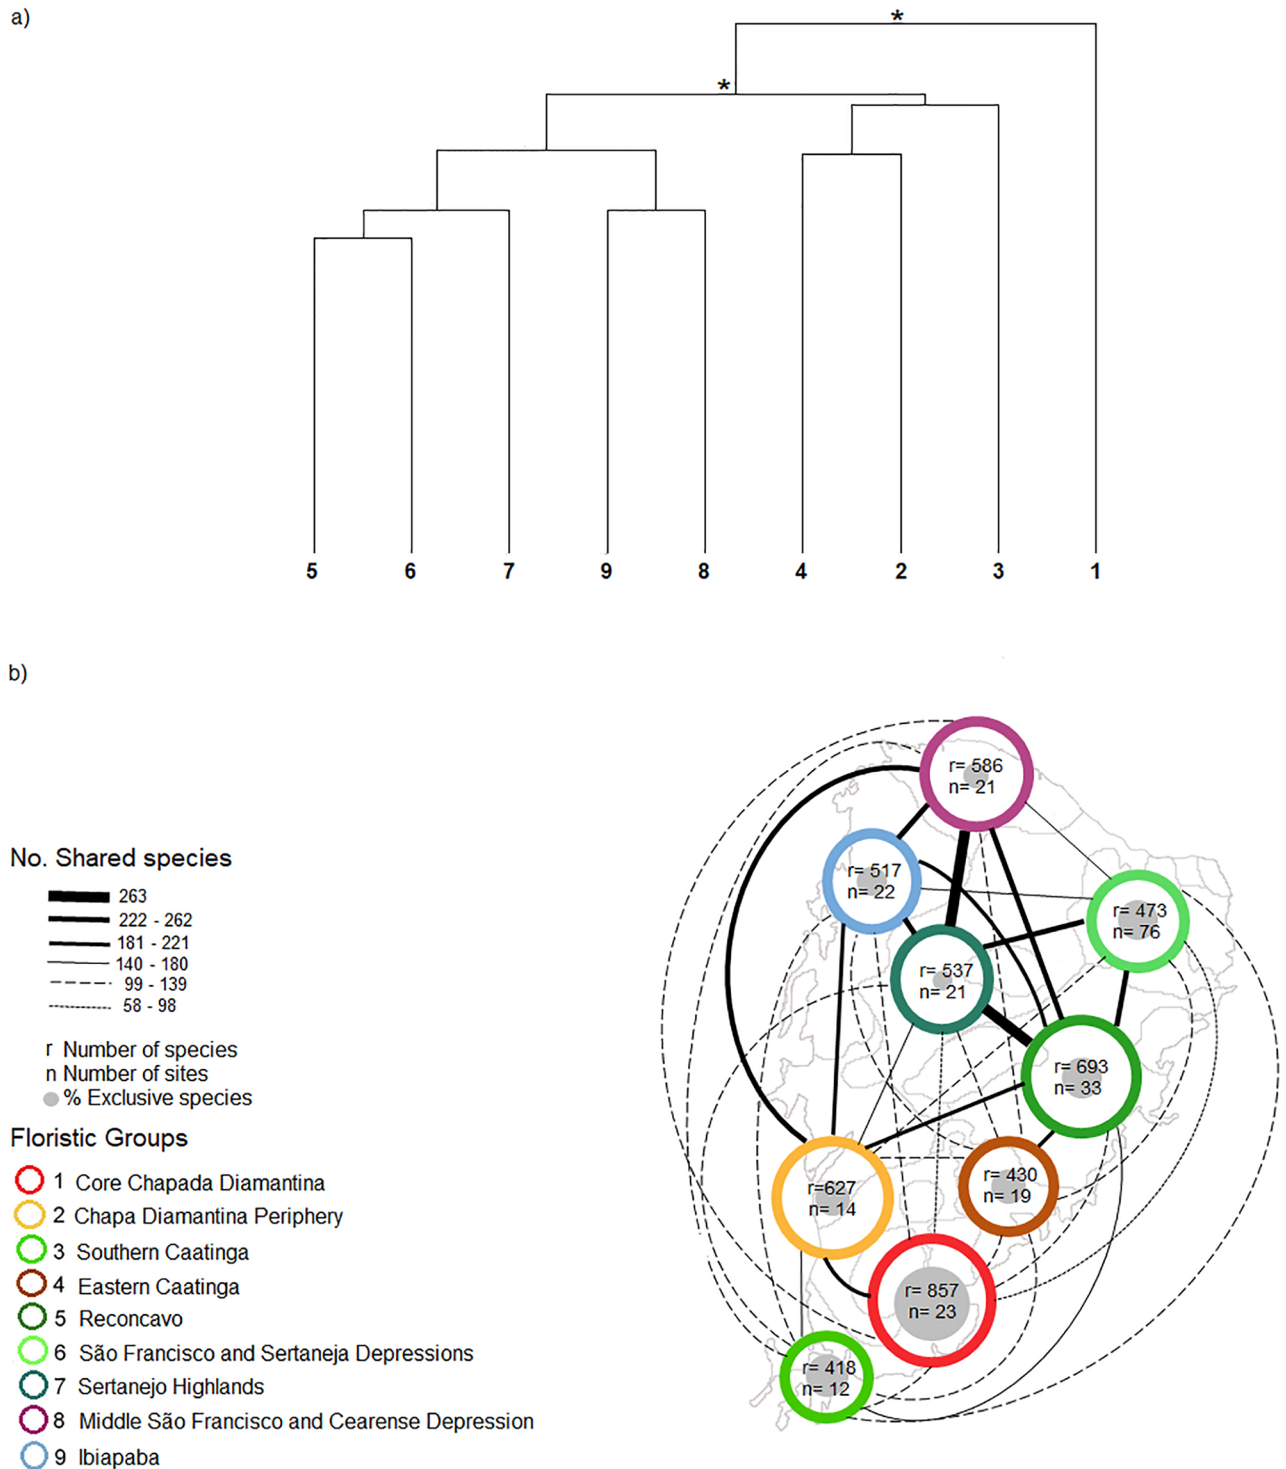 a)
*
*
5 6 7 9 8 4 2 3 1
b)
No. Shared species
263
222 - 262
181 - 221
140 - 180
99 - 139
58 - 98
r Number of species
n Number of sites
% Exclusive species
Floristic Groups
1 Core Chapada Diamantina
2 Chapa Diamantina Periphery
3 Southern Caatinga
4 Eastern Caatinga
5 Reconcavo
6 São Francisco and Sertaneja Depressions
7 Sertanejo Highlands
8 Middle São Francisco and Cearense Depression
9 Ibiapaba
r= 586
n= 21
r= 517
n= 22
r= 473
n= 76
r= 537
n= 21
r= 693
n= 33
r=627
n= 14
r= 430
n= 19
r= 857
n= 23
r= 418
n= 12